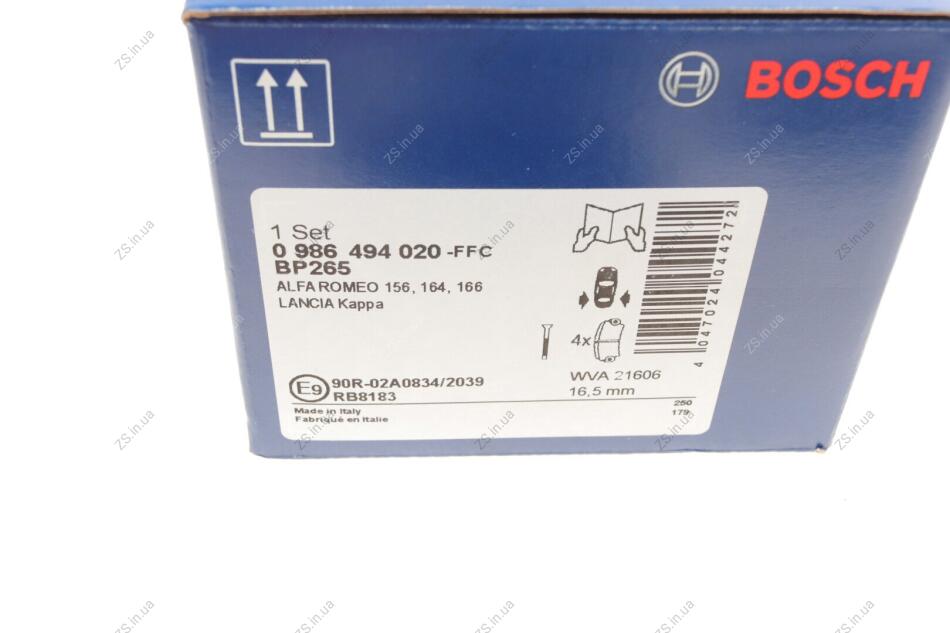 BOSCH
1 Set
0 986 494 020 -FFC
BP265
ALFA ROMEO 156, 164, 166
LANCIA Kappa
4x
WVA 21606
16,5 mm
4 047024 044272
E9
90R-02A0834/2039
RB8183
Made in Italy
Fabriqué en Italie
250
179
ZS.in.ua